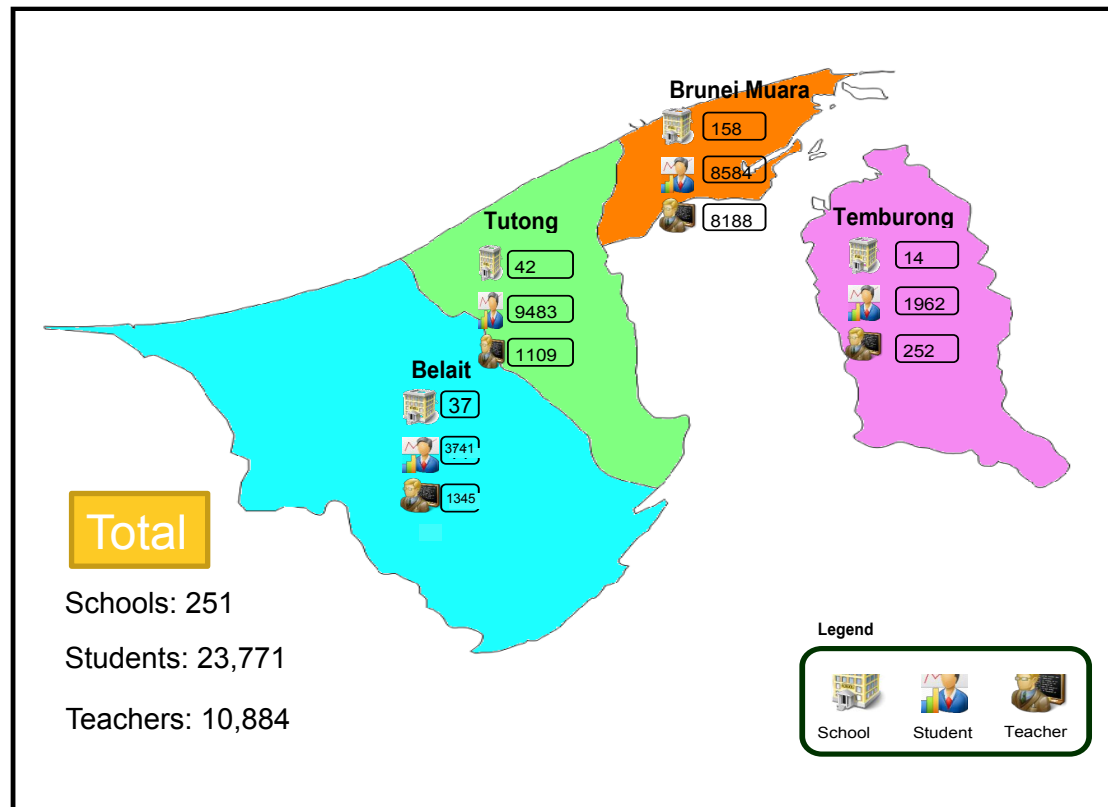 Brunei Muara
158
8584
8188
Tutong
42
9483
1109
Temburong
14
1962
252
Belait
37
3741
1345
Total
Schools: 251
Students: 23,771
Teachers: 10,884
Legend
School Student Teacher